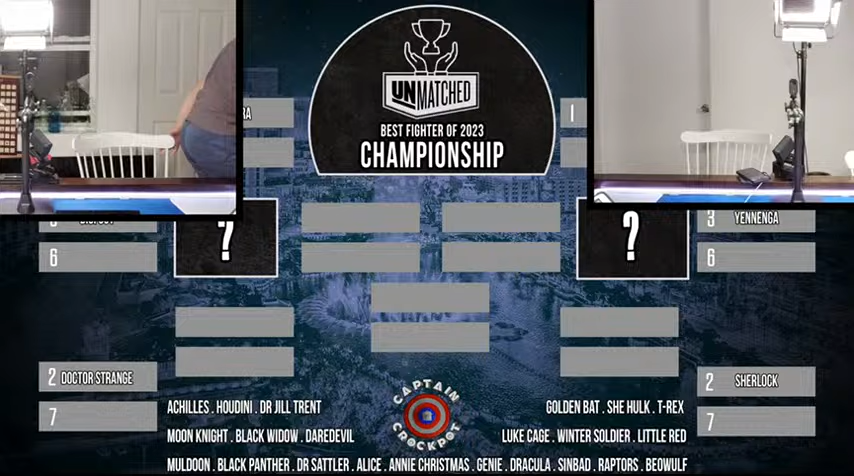 UNMATCHED
BEST FIGHTER OF 2023
CHAMPIONSHIP
1
3 YENNENGA
6
6
2 DOCTOR STRANGE
7
2 SHERLOCK
7
ACHILLES . HOUDINI . DR JILL TRENT
MOON KNIGHT . BLACK WIDOW . DAREDEVIL
GOLDEN BAT . SHE HULK . T-REX
LUKE CAGE . WINTER SOLDIER . LITTLE RED
MULDOON . BLACK PANTHER . DR SATTLER . ALICE . ANNIE CHRISTMAS . GENIE . DRACULA . SINBAD . RAPTORS . BEOWULF
CAPTAIN
CROCKPOT
?
?